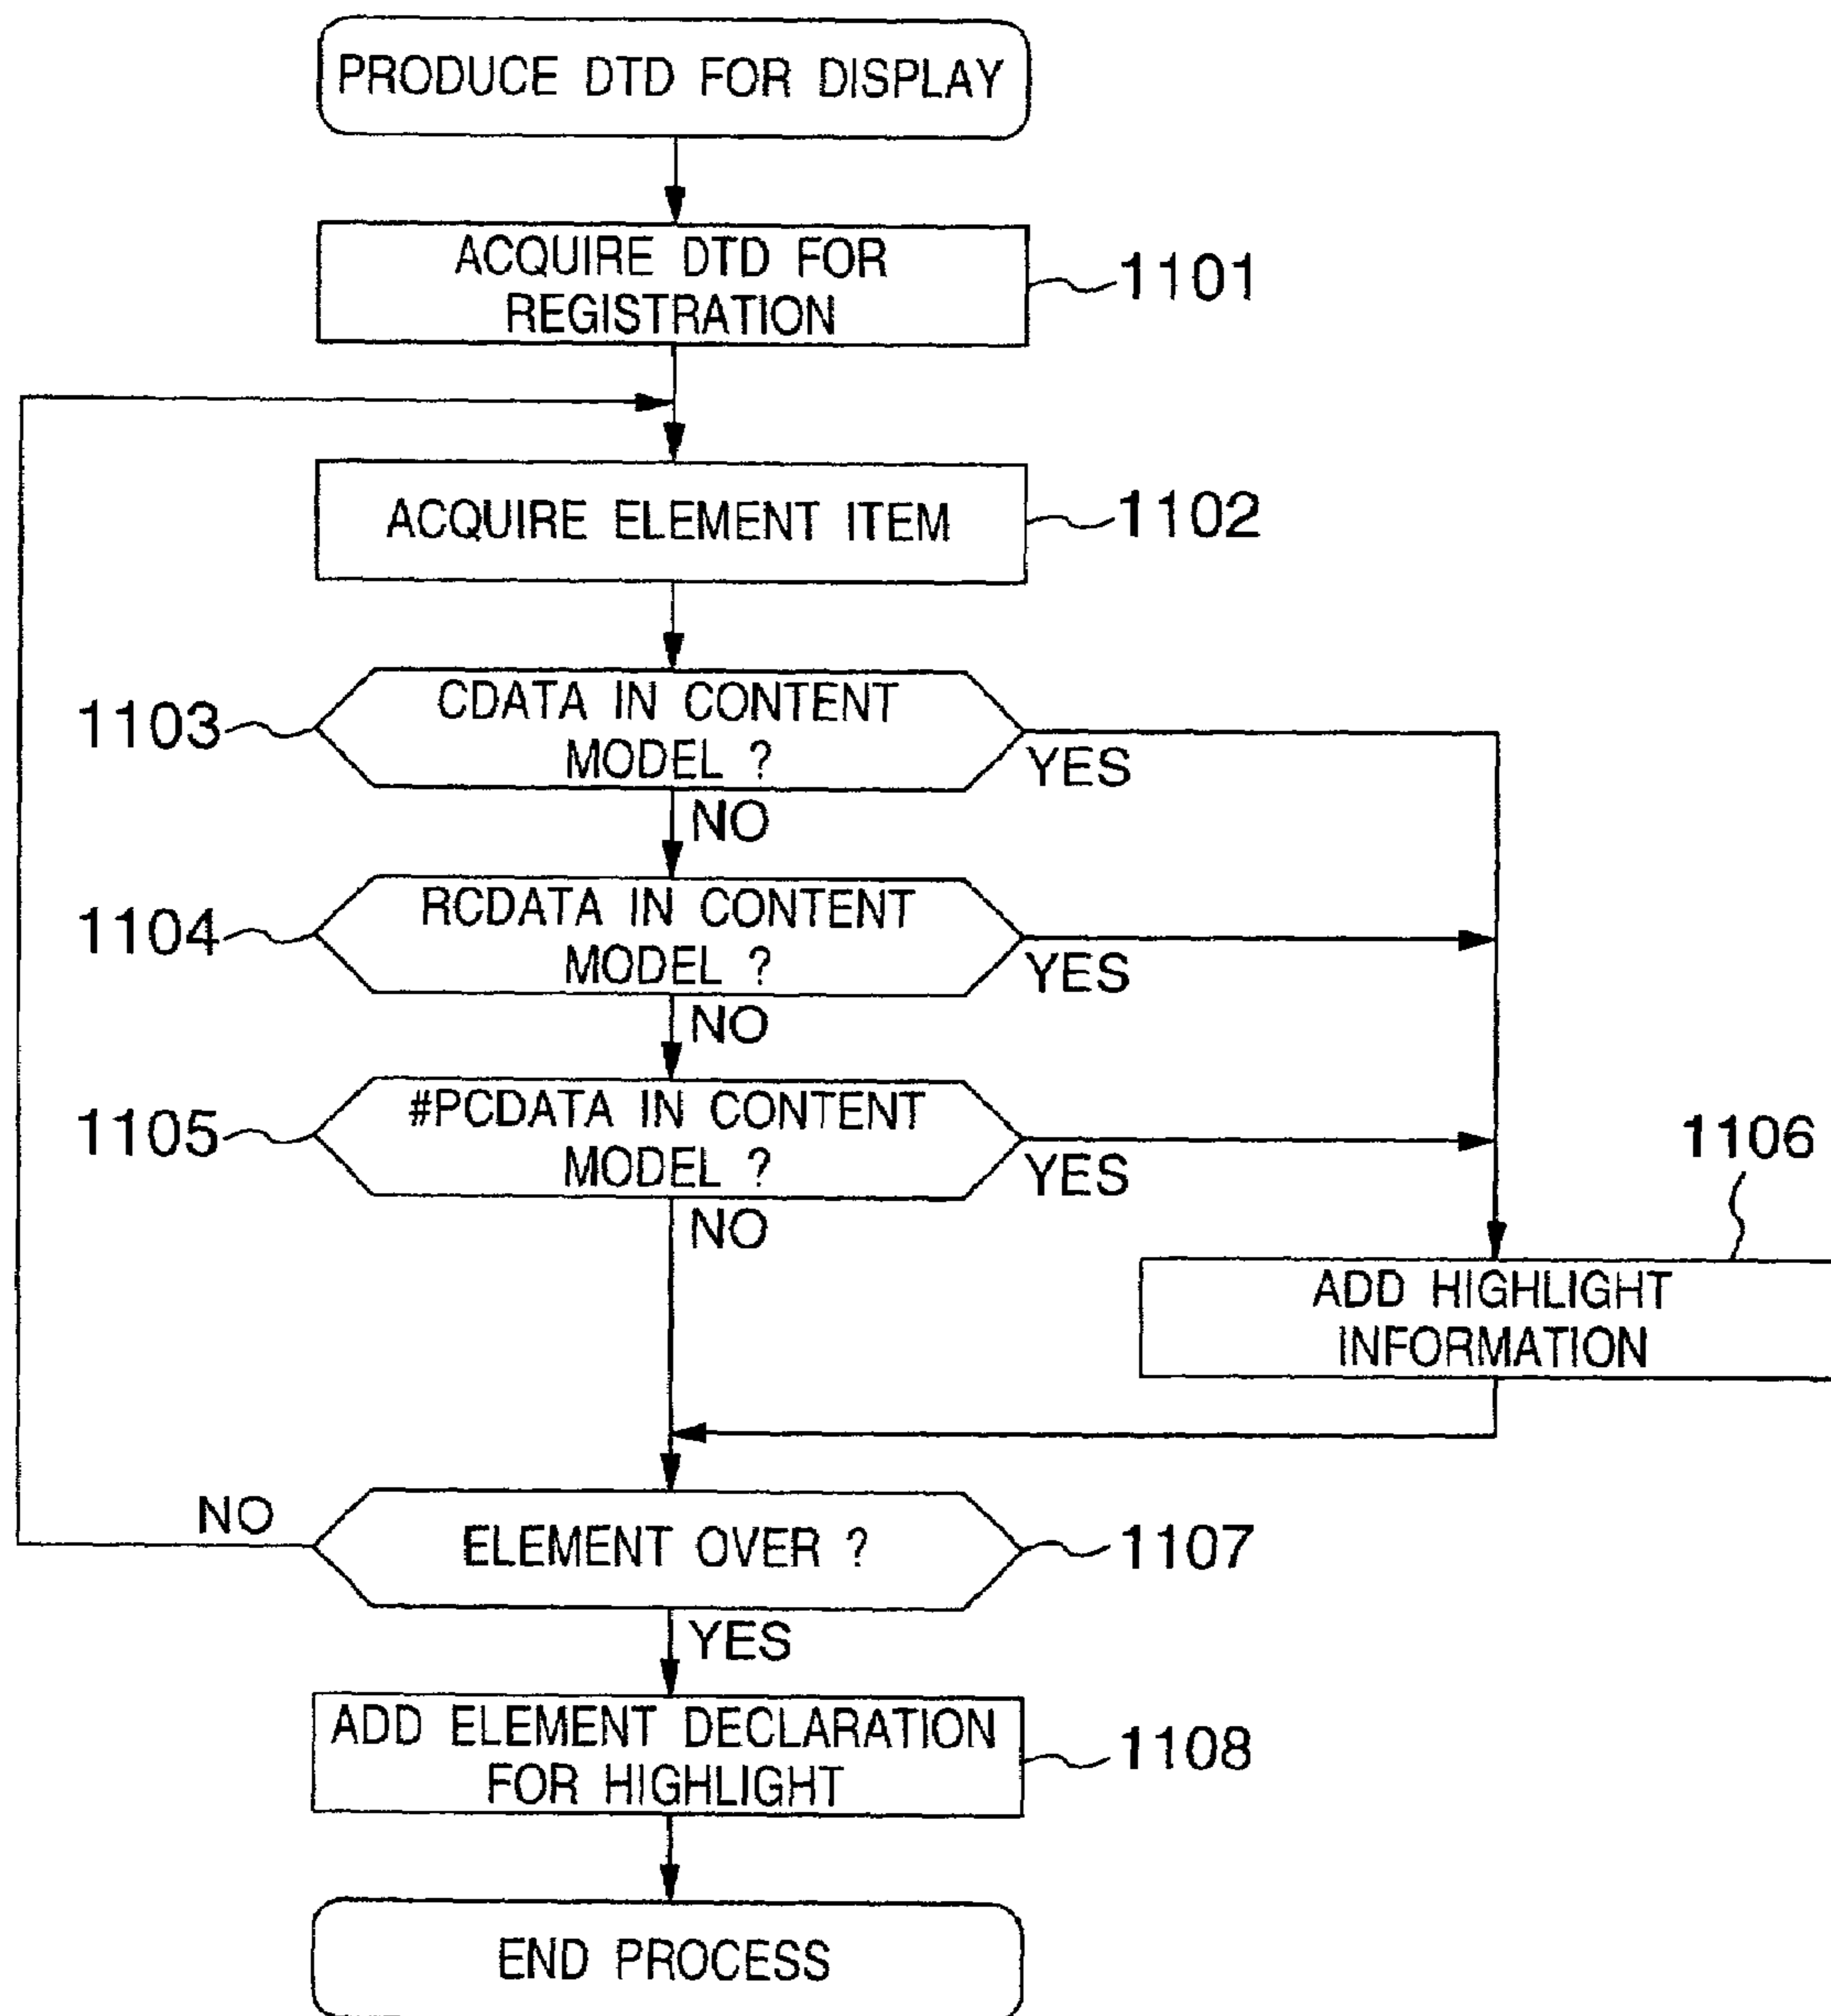 PRODUCE DTD FOR DISPLAY
ACQUIRE DTD FOR
REGISTRATION
1101
ACQUIRE ELEMENT ITEM
1102
1103
CDATA IN CONTENT
MODEL ?
YES
NO
1104
RCDATA IN CONTENT
MODEL ?
YES
NO
1105
#PCDATA IN CONTENT
MODEL ?
YES
NO
1106
ADD HIGHLIGHT
INFORMATION
NO
ELEMENT OVER ?
1107
YES
ADD ELEMENT DECLARATION
FOR HIGHLIGHT
1108
END PROCESS